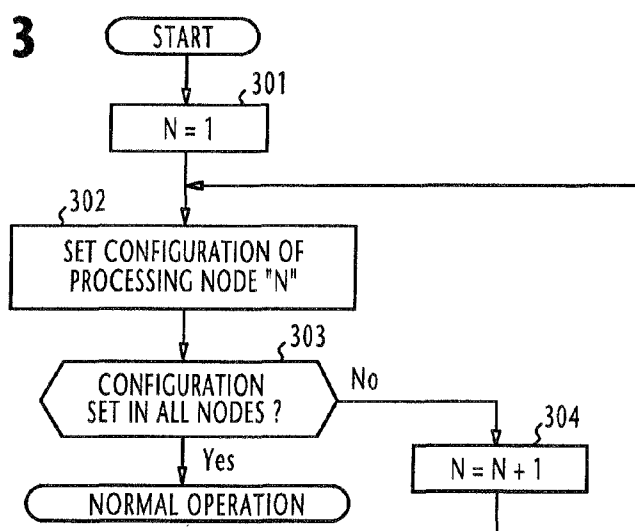 3
START
301
N = 1
302
SET CONFIGURATION OF
PROCESSING NODE "N"
303
CONFIGURATION
SET IN ALL NODES ?
No
304
N = N + 1
Yes
NORMAL OPERATION